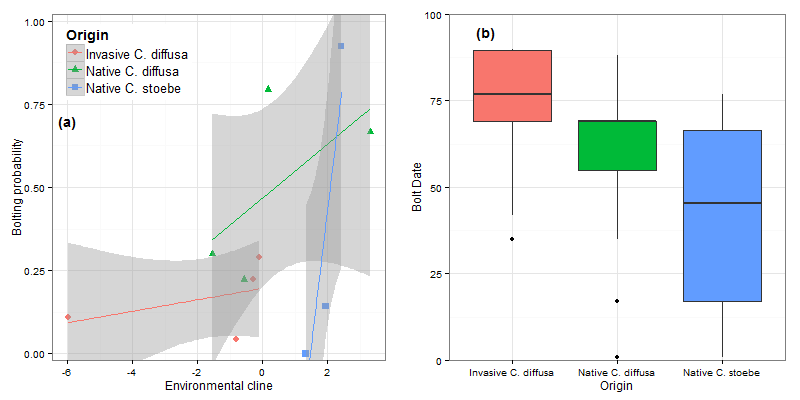 Origin
Invasive C. diffusa
Native C. diffusa
Native C. stoebe
(a)
1.00
0.75
0.50
0.25
0.00
Bolting probability
-6
-4
-2
0
2
Environmental cline
(b)
100
75
50
25
0
Bolt Date
Invasive C. diffusa
Native C. diffusa
Native C. stoebe
Origin